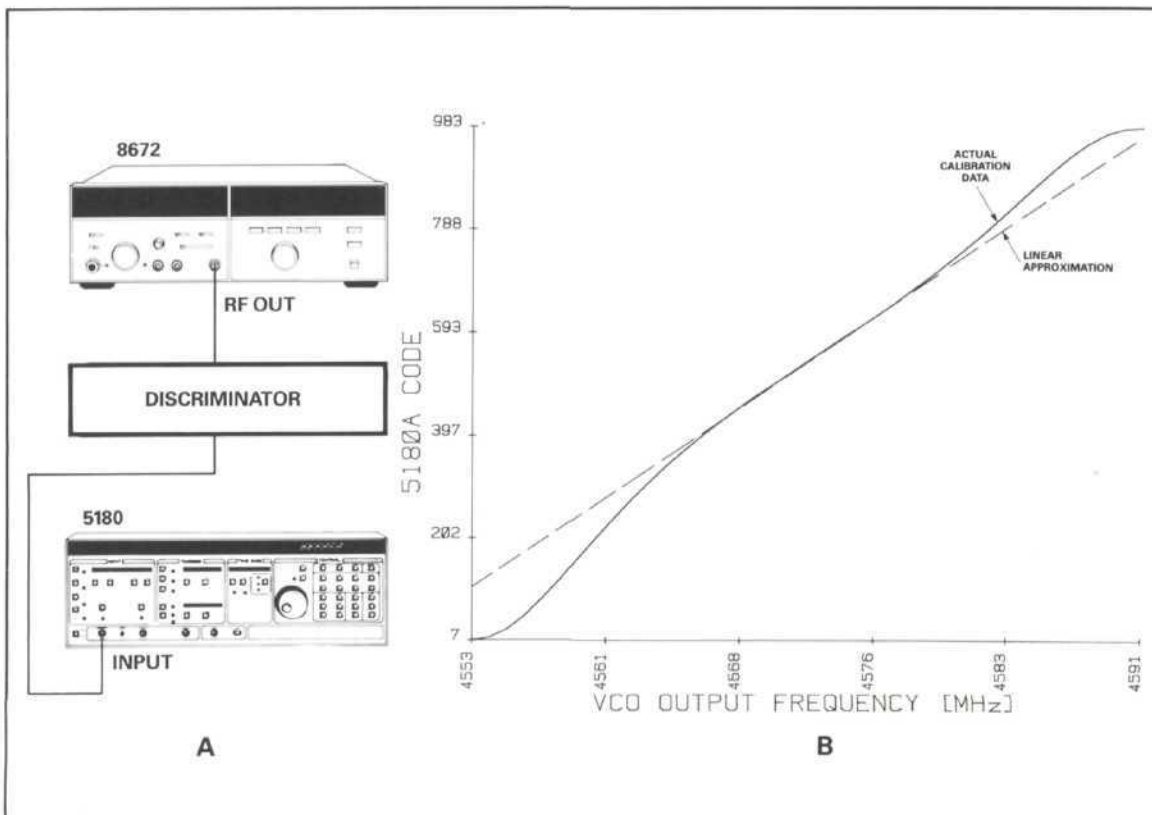 8672
RF OUT
DISCRIMINATOR
5180
INPUT
A
983
788
593
397
202
7
5180A CODE
ACTUAL
CALIBRATION
DATA
LINEAR
APPROXIMATION
4553
4561
4568
4576
4583
4591
VCO OUTPUT FREQUENCY [MHz]
B